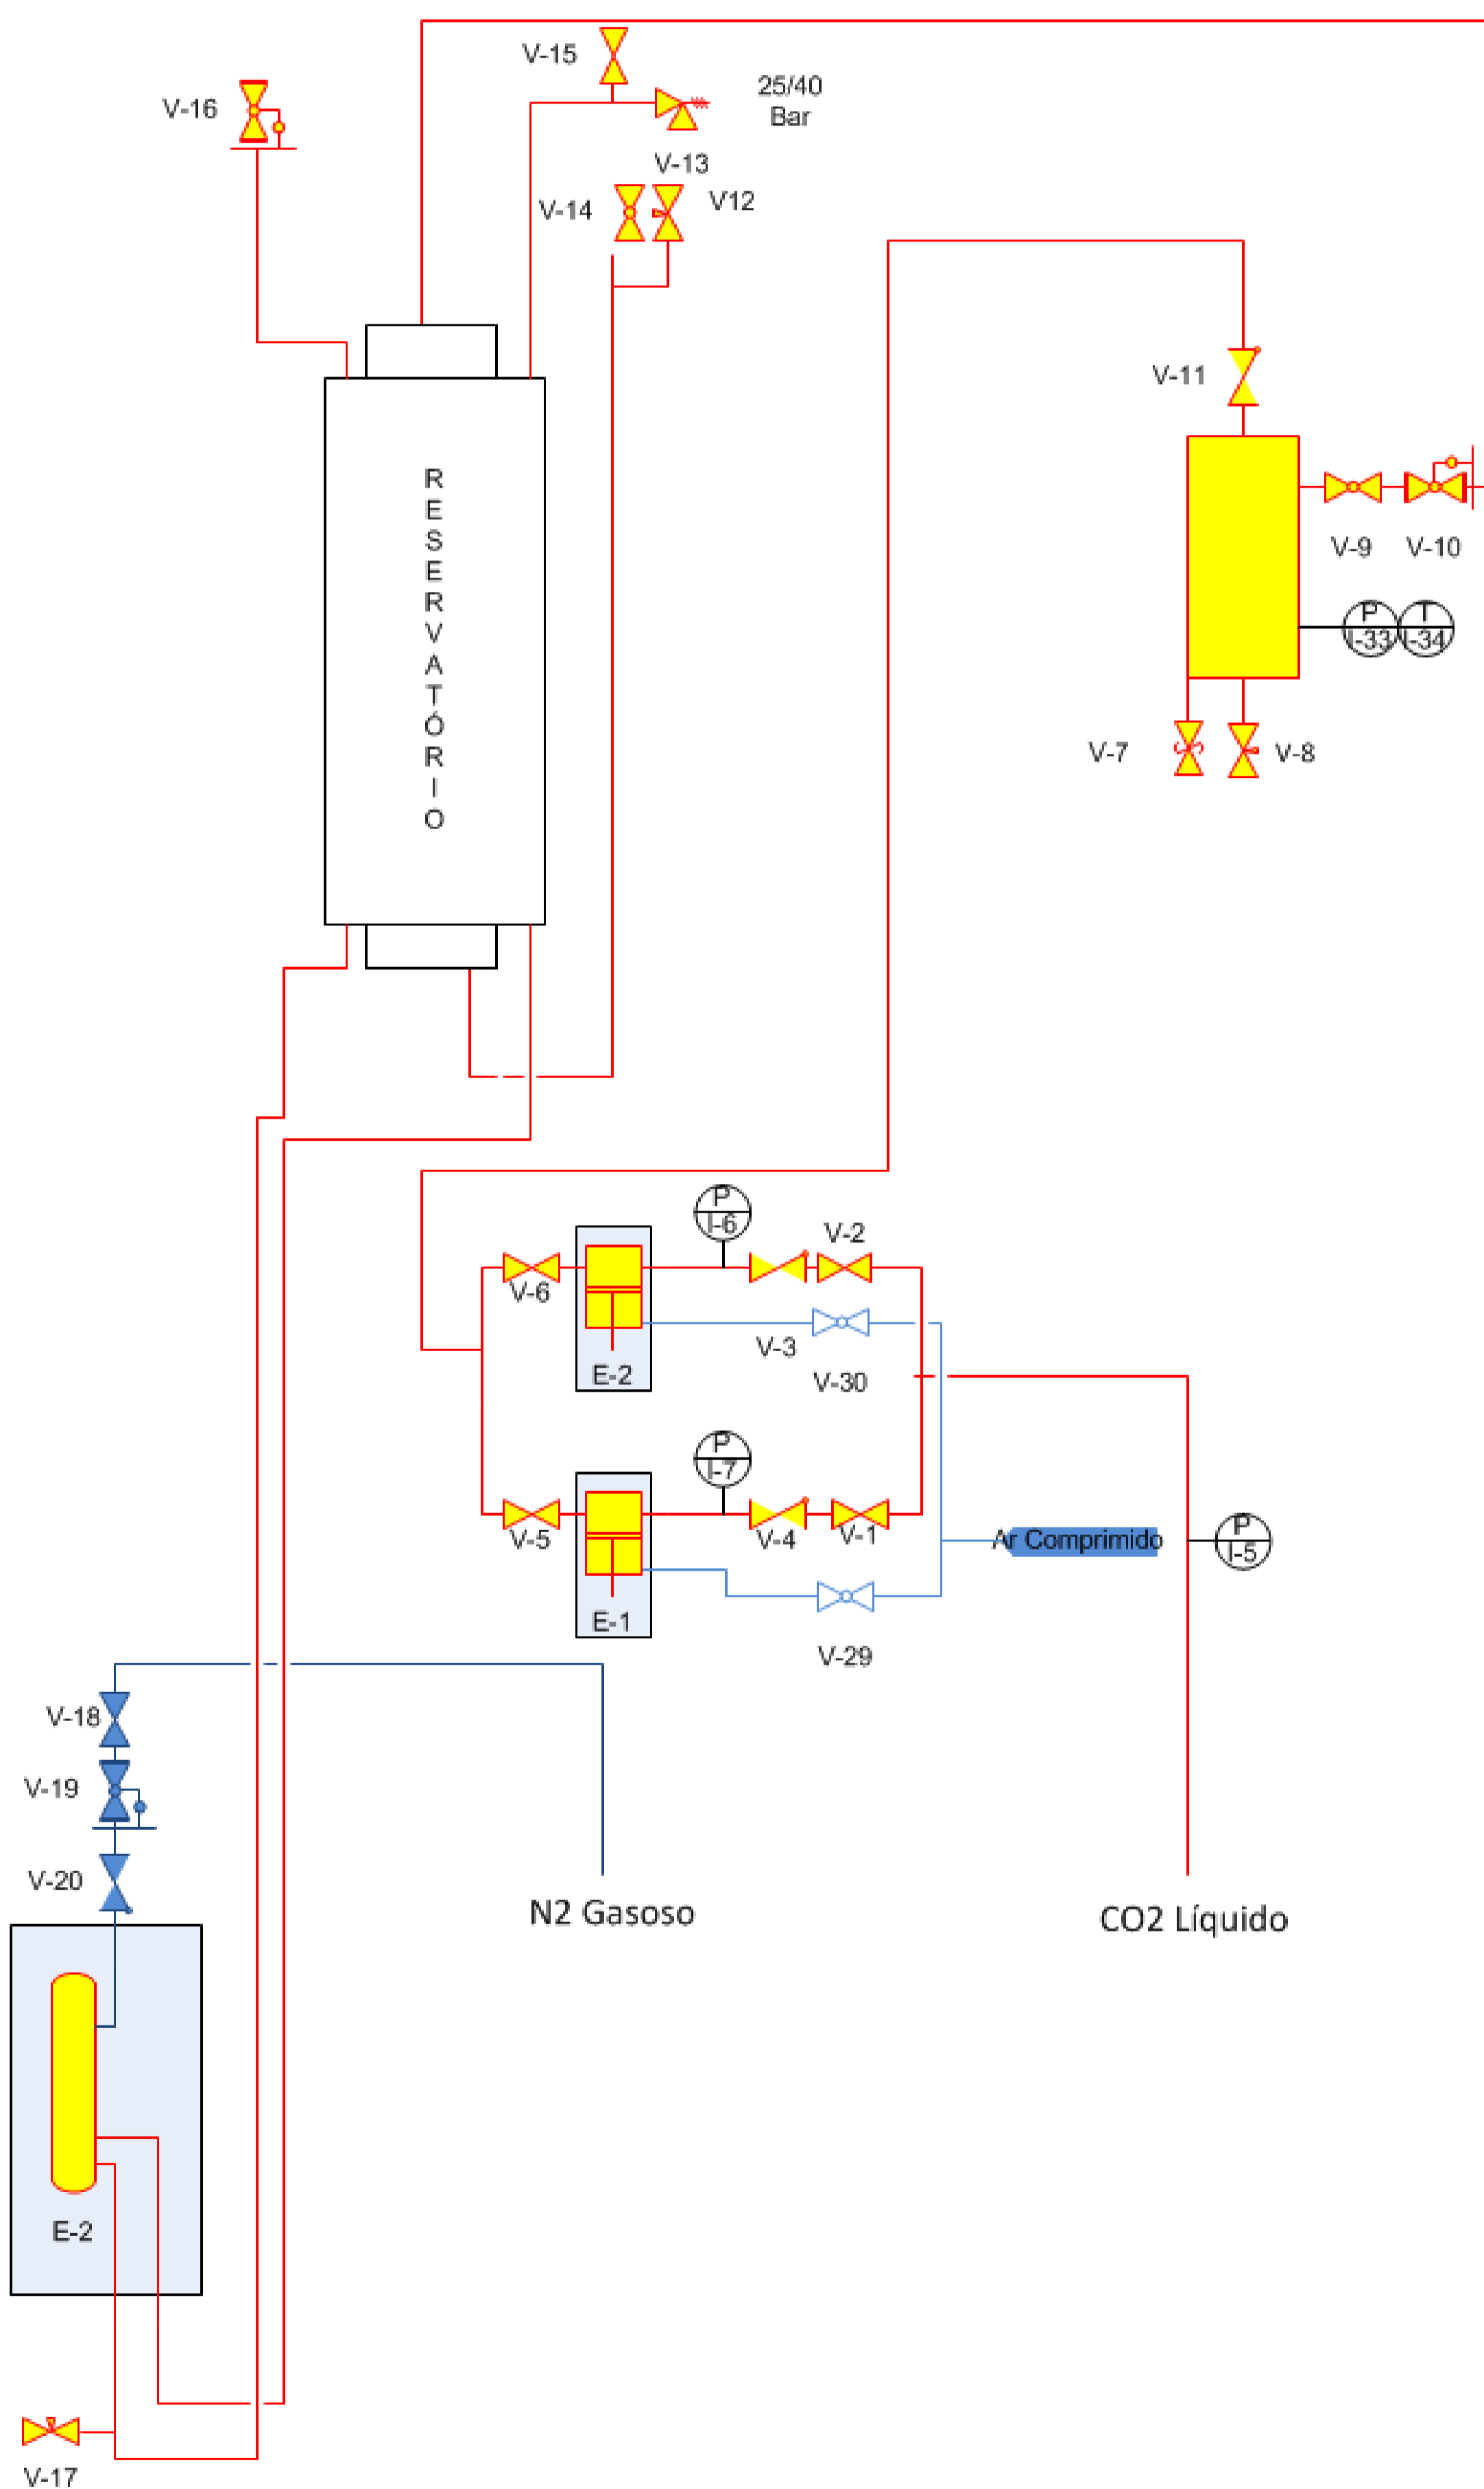 V-15
25/40
Bar
V-16
V-13
V-14
V12
V-11
R
E
S
E
R
V
A
T
Ó
R
I
O
V-9
V-10
P
I-33
T
I-34
V-7
V-8
P
I-6
V-2
V-6
V-3
E-2
V-30
P
I-7
V-5
V-4
V-1
Ar Comprimido
P
I-5
E-1
V-29
V-18
V-19
V-20
N2 Gasoso
CO2 Líquido
E-2
V-17